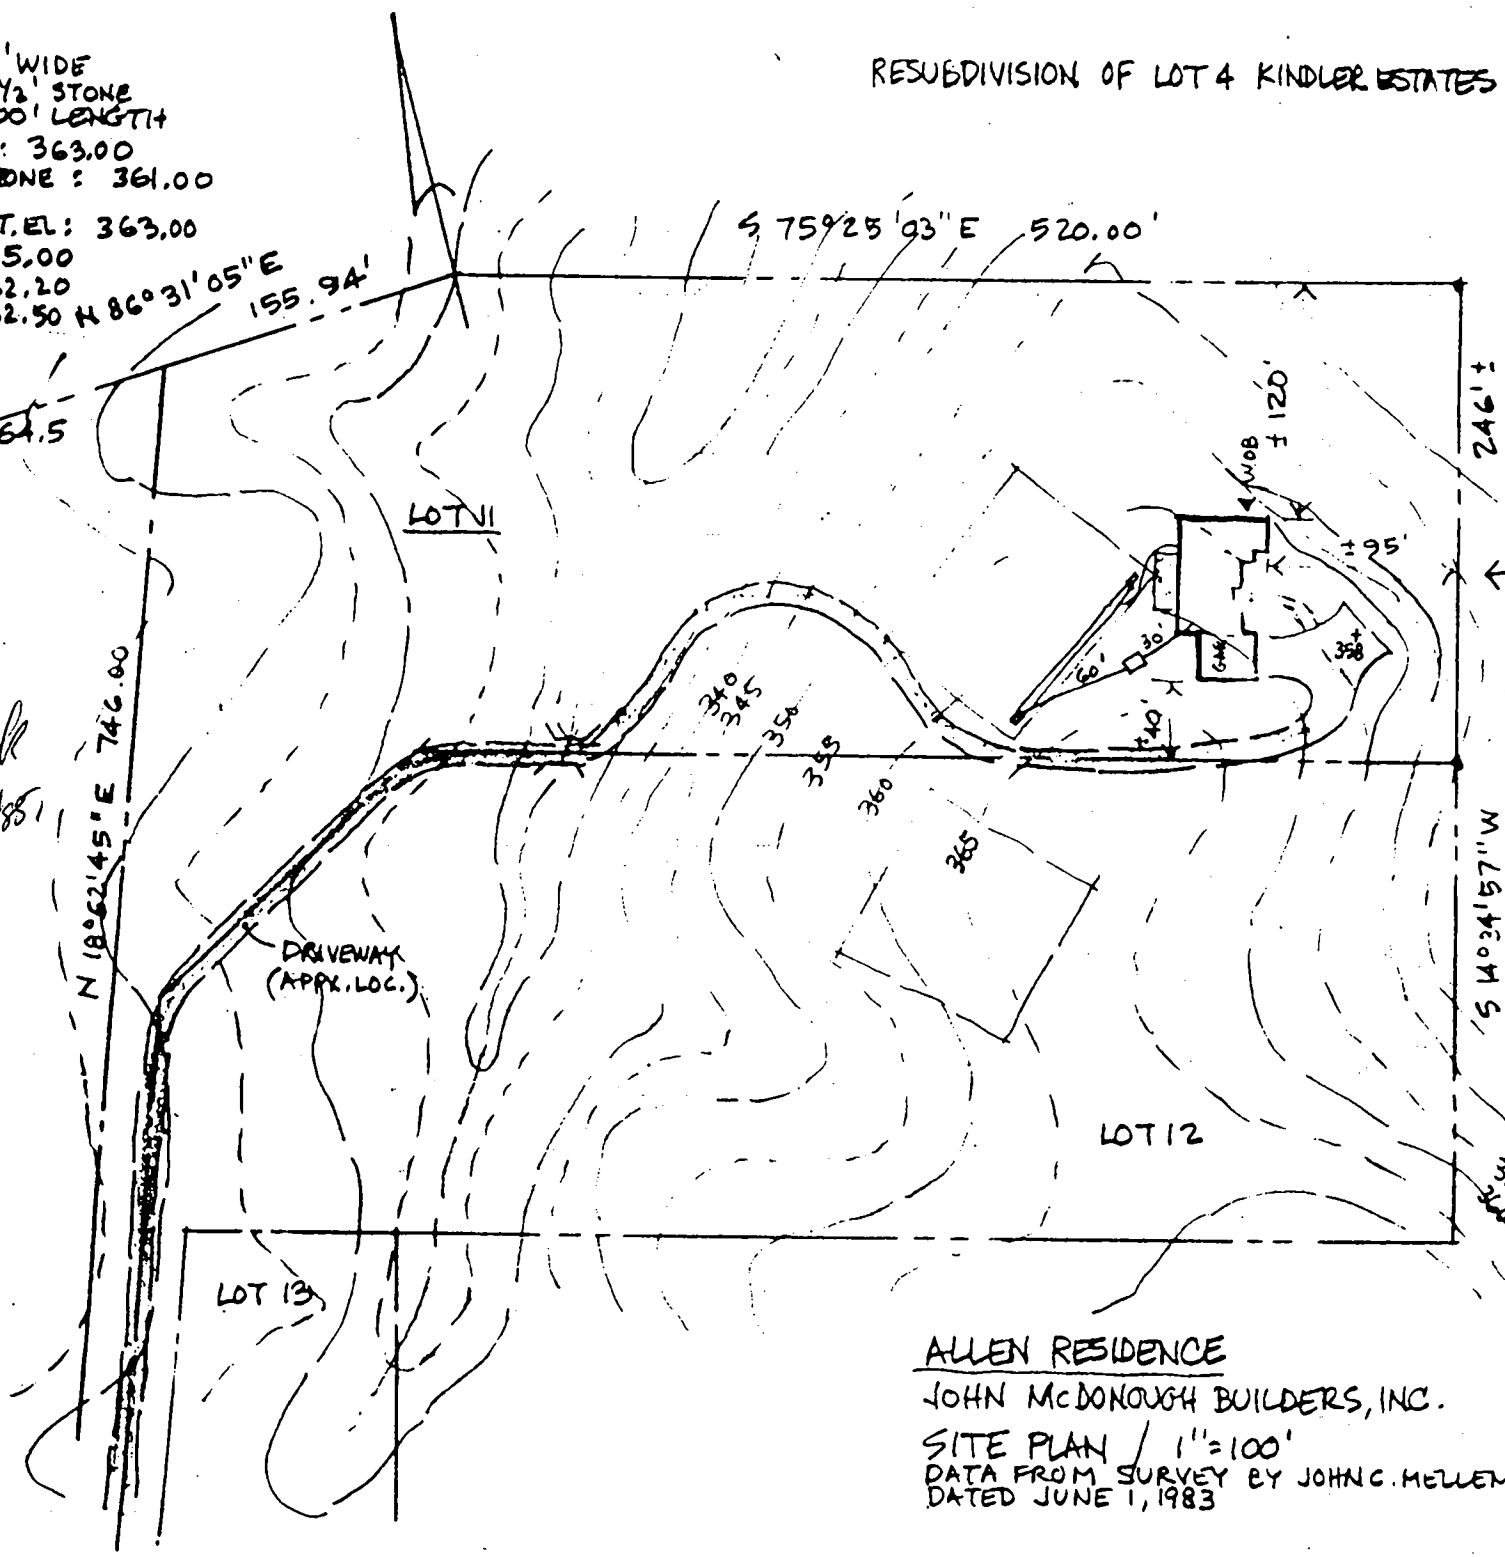 ' WIDE
1/2' STONE
00' LENGTH
: 363.00
ONE : 361.00
T. EL : 363.00
5.00
2.20
2.50
N 86° 31' 05" E
155.94'
64.5
RESUBDIVISION OF LOT 4 KINDLER ESTATES
S 75° 25' 03" E 520.00'
246' ±
± 120'
WOB
± 95'
LOT 11
30'
60'
GAR.
358+
± 40'
340
345
350
355
360
365
N 18° 62' 45" E 746.00
S 14° 34' 57" W
DRIVEWAY
(APPX. LOC.)
LOT 12
LOT 13
ALLEN RESIDENCE
JOHN McDONOUGH BUILDERS, INC.
SITE PLAN / 1"=100'
DATA FROM SURVEY BY JOHN C. MELLEM
DATED JUNE 1, 1983